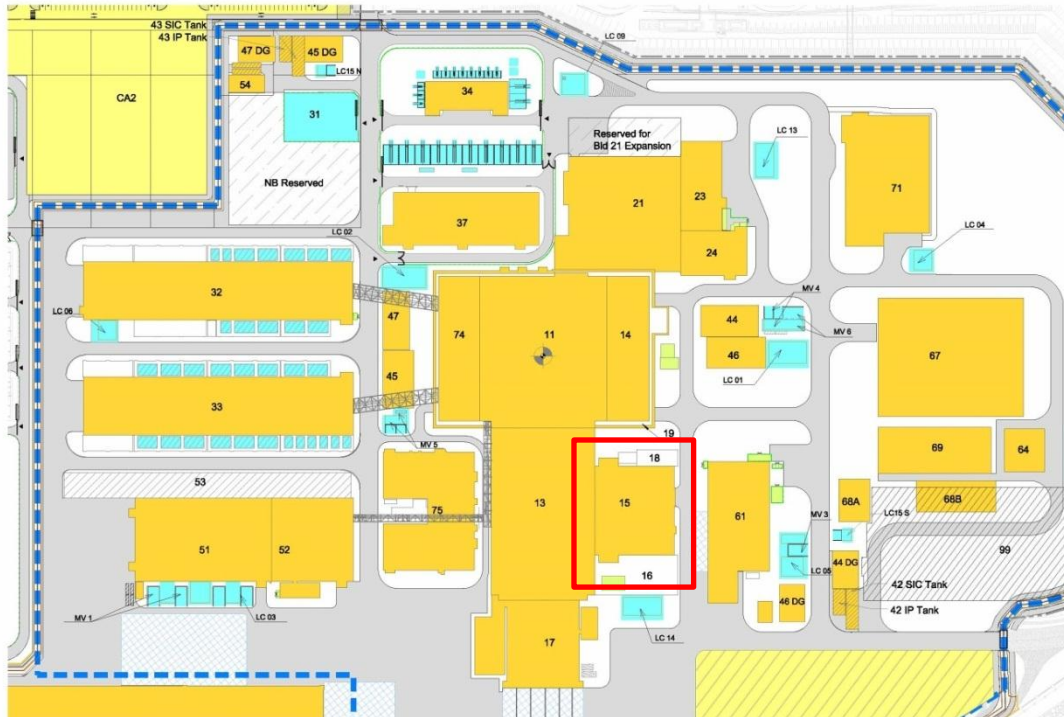 43 SIC Tank
43 IP Tank
47 DG
45 DG
LC15 N
54
CA2
31
NB Reserved
34
LC 09
Reserved for
Bld 21 Expansion
LC 13
71
21
23
24
37
LC 02
LC 04
32
LC 06
47
74
11
14
44
MV 4
MV 6
46
LC 01
67
33
45
MV 5
19
18
15
13
16
69
64
68A
68B
LC15 S
53
75
61
MV 3
LC 05
99
44 DG
42 SIC Tank
42 IP Tank
46 DG
51
52
MV 1
LC 03
17
LC 14